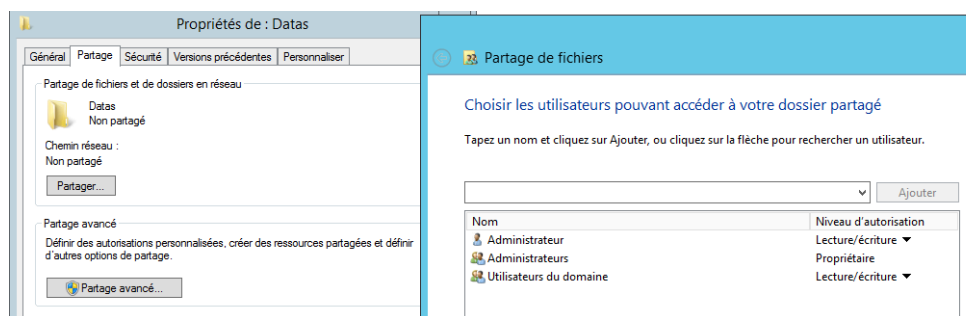 Propriétés de : Datas
Général Partage Sécurité Versions précédentes Personnaliser
Partage de fichiers et de dossiers en réseau
Datas
Non partagé
Chemin réseau :
Non partagé
Partager...
Partage avancé
Définir des autorisations personnalisées, créer des ressources partagées et définir
d'autres options de partage.
Partage avancé...
Partage de fichiers
Choisir les utilisateurs pouvant accéder à votre dossier partagé
Tapez un nom et cliquez sur Ajouter, ou cliquez sur la flèche pour rechercher un utilisateur.
Ajouter
Nom Niveau d'autorisation
Administrateur Lecture/écriture
Administrateurs Propriétaire
Utilisateurs du domaine Lecture/écriture